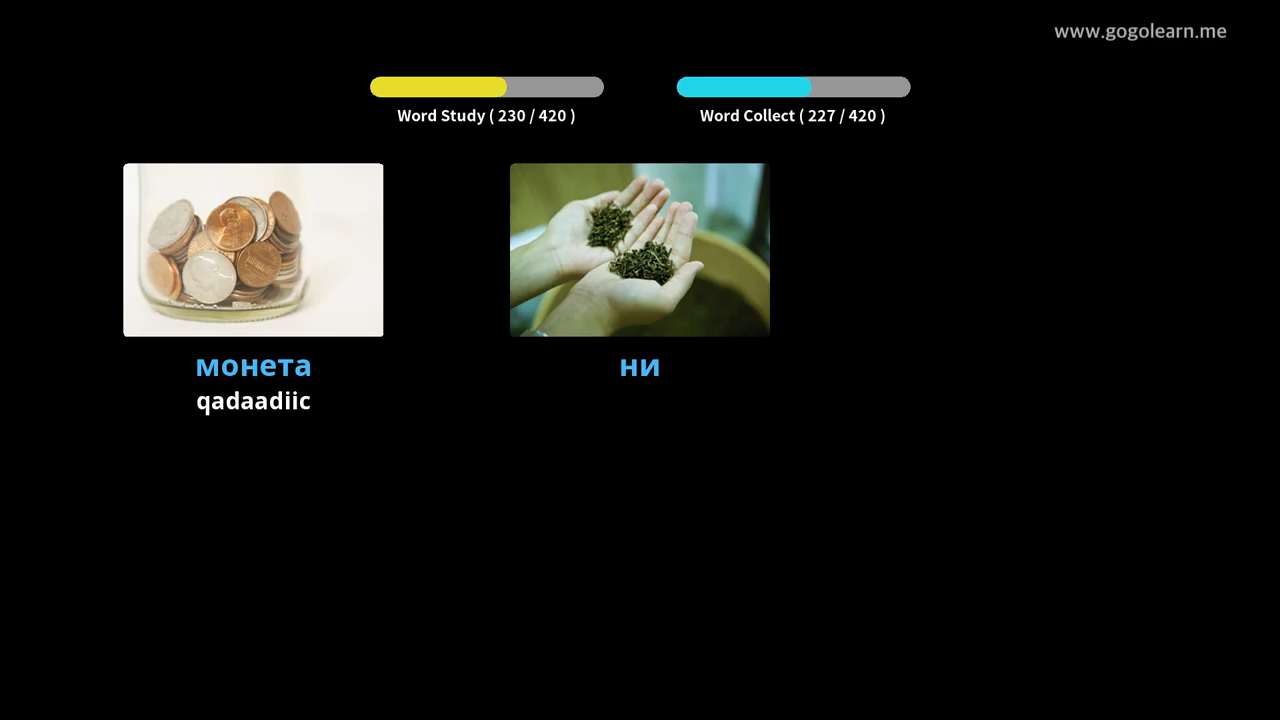 www.gogolearn.me
Word Study ( 230 / 420 )
Word Collect ( 227 / 420 )
монета
qadaadiic
ни